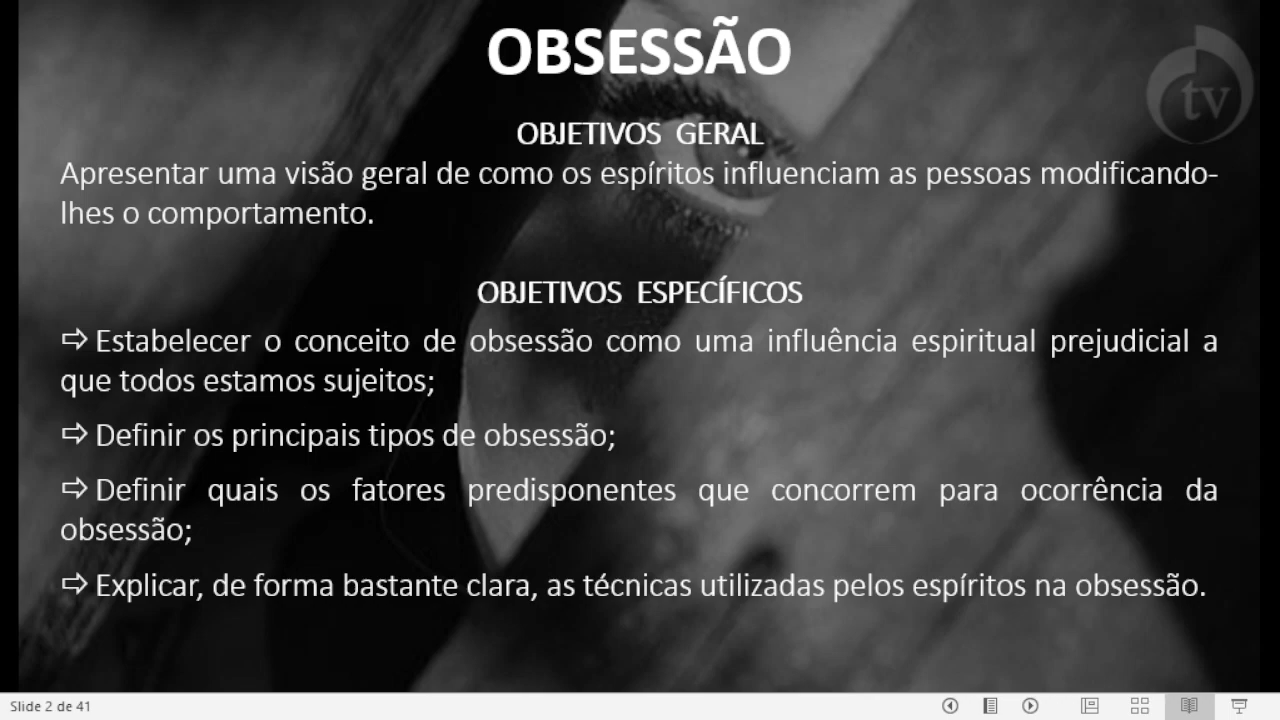 OBSESSÃO
tv
OBJETIVOS GERAL
Apresentar uma visão geral de como os espíritos influenciam as pessoas modificando-
lhes o comportamento.
OBJETIVOS ESPECÍFICOS
⇨ Estabelecer o conceito de obsessão como uma influência espiritual prejudicial a
que todos estamos sujeitos;
⇨ Definir os principais tipos de obsessão;
⇨ Definir quais os fatores predisponentes que concorrem para ocorrência da
obsessão;
⇨ Explicar, de forma bastante clara, as técnicas utilizadas pelos espíritos na obsessão.
Slide 2 de 41